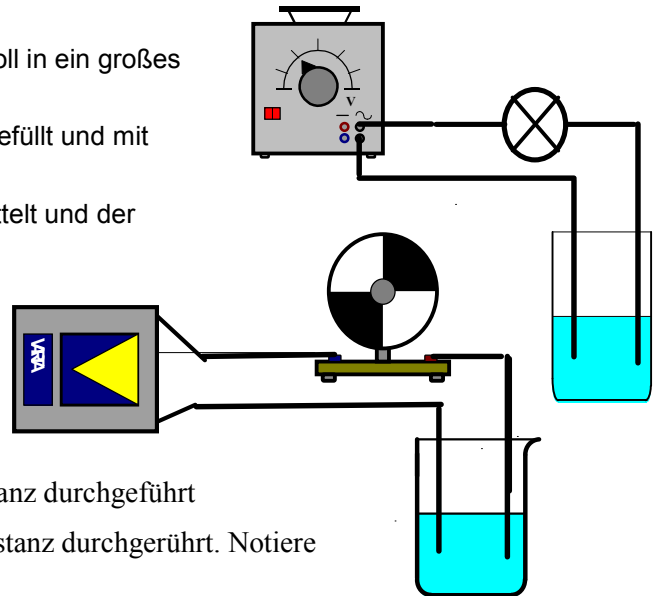 oll in ein großes
V
efüllt und mit
ttelt und der
VARTA
anz durchgeführt
stanz durchgerührt. Notiere